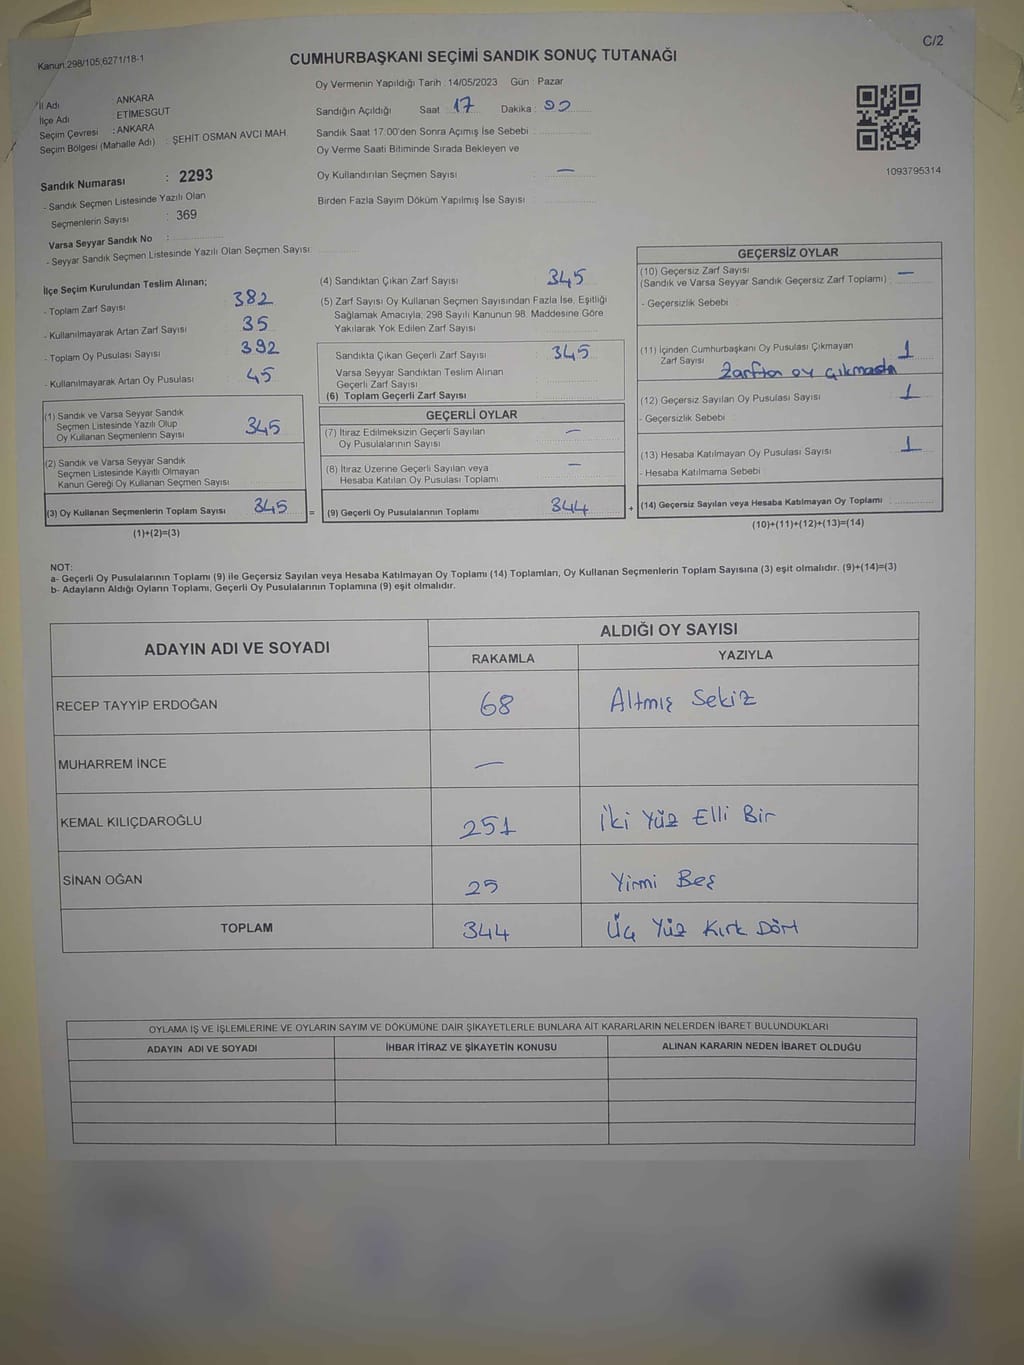 Kanun 298/105,6271/18-1
C/2
CUMHURBAŞKANI SEÇİMİ SANDIK SONUÇ TUTANAĞI
Oy Vermenin Yapıldığı Tarih : 14/05/2023 Gün : Pazar
İl Adı : ANKARA
İlçe Adı : ETİMESGUT
Seçim Çevresi : ANKARA
Seçim Bölgesi (Mahalle Adı) : ŞEHİT OSMAN AVCI MAH.
Sandığın Açıldığı Saat : 17 Dakika :
Sandık Saat 17:00'den Sonra Açımış İse Sebebi :
Oy Verme Saati Bitiminde Sırada Bekleyen ve
Oy Kullandırılan Seçmen Sayısı : —
Birden Fazla Sayım Döküm Yapılmış İse Sayısı :
1093795314
Sandık Numarası : 2293
- Sandık Seçmen Listesinde Yazılı Olan
Seçmenlerin Sayısı : 369
Varsa Seyyar Sandık No :
- Seyyar Sandık Seçmen Listesinde Yazılı Olan Seçmen Sayısı:
İlçe Seçim Kurulundan Teslim Alınan;
- Toplam Zarf Sayısı 382
- Kullanılmayarak Artan Zarf Sayısı 35
- Toplam Oy Pusulası Sayısı 392
- Kullanılmayarak Artan Oy Pusulası 45
(1) Sandık ve Varsa Seyyar Sandık
Seçmen Listesinde Yazılı Olup
Oy Kullanan Seçmenlerin Sayısı 345
(2) Sandık ve Varsa Seyyar Sandık
Seçmen Listesinde Kayıtlı Olmayan
Kanun Gereği Oy Kullanan Seçmen Sayısı
(3) Oy Kullanan Seçmenlerin Toplam Sayısı 345
(1)+(2)=(3)
(4) Sandıktan Çıkan Zarf Sayısı 345
(5) Zarf Sayısı Oy Kullanan Seçmen Sayısından Fazla İse, Eşitliği
Sağlamak Amacıyla, 298 Sayılı Kanunun 98. Maddesine Göre
Yakılarak Yok Edilen Zarf Sayısı
Sandıkta Çıkan Geçerli Zarf Sayısı 345
Varsa Seyyar Sandıktan Teslim Alınan
Geçerli Zarf Sayısı
(6) Toplam Geçerli Zarf Sayısı
GEÇERLİ OYLAR
(7) İtiraz Edilmeksizin Geçerli Sayılan
Oy Pusulalarının Sayısı —
(8) İtiraz Üzerine Geçerli Sayılan veya
Hesaba Katılan Oy Pusulası Toplamı —
= (9) Geçerli Oy Pusulalarının Toplamı 344
GEÇERSİZ OYLAR
(10) Geçersiz Zarf Sayısı
(Sandık ve Varsa Seyyar Sandık Geçersiz Zarf Toplamı) : —
- Geçersizlik Sebebi :
(11) İçinden Cumhurbaşkanı Oy Pusulası Çıkmayan
Zarf Sayısı 1
Zarftan oy çıkmadı
(12) Geçersiz Sayılan Oy Pusulası Sayısı 1
- Geçersizlik Sebebi
(13) Hesaba Katılmayan Oy Pusulası Sayısı 1
- Hesaba Katılmama Sebebi
+ (14) Geçersiz Sayılan veya Hesaba Katılmayan Oy Toplamı
(10)+(11)+(12)+(13)=(14)
NOT:
a- Geçerli Oy Pusulalarının Toplamı (9) ile Geçersiz Sayılan veya Hesaba Katılmayan Oy Toplamı (14) Toplamları, Oy Kullanan Seçmenlerin Toplam Sayısına (3) eşit olmalıdır. (9)+(14)=(3)
b- Adayların Aldığı Oyların Toplamı, Geçerli Oy Pusulalarının Toplamına (9) eşit olmalıdır.
ADAYIN ADI VE SOYADI
ALDIĞI OY SAYISI
RAKAMLA YAZIYLA
RECEP TAYYİP ERDOĞAN 68 Altmış Sekiz
MUHARREM İNCE —
KEMAL KILIÇDAROĞLU 251 İki Yüz Elli Bir
SİNAN OĞAN 25 Yirmi Beş
TOPLAM 344 Üç Yüz Kırk Dört
OYLAMA İŞ VE İŞLEMLERİNE VE OYLARIN SAYIM VE DÖKÜMÜNE DAİR ŞİKAYETLERLE BUNLARA AİT KARARLARIN NELERDEN İBARET BULUNDUKLARI
ADAYIN ADI VE SOYADI İHBAR İTİRAZ VE ŞİKAYETİN KONUSU ALINAN KARARIN NEDEN İBARET OLDUĞU